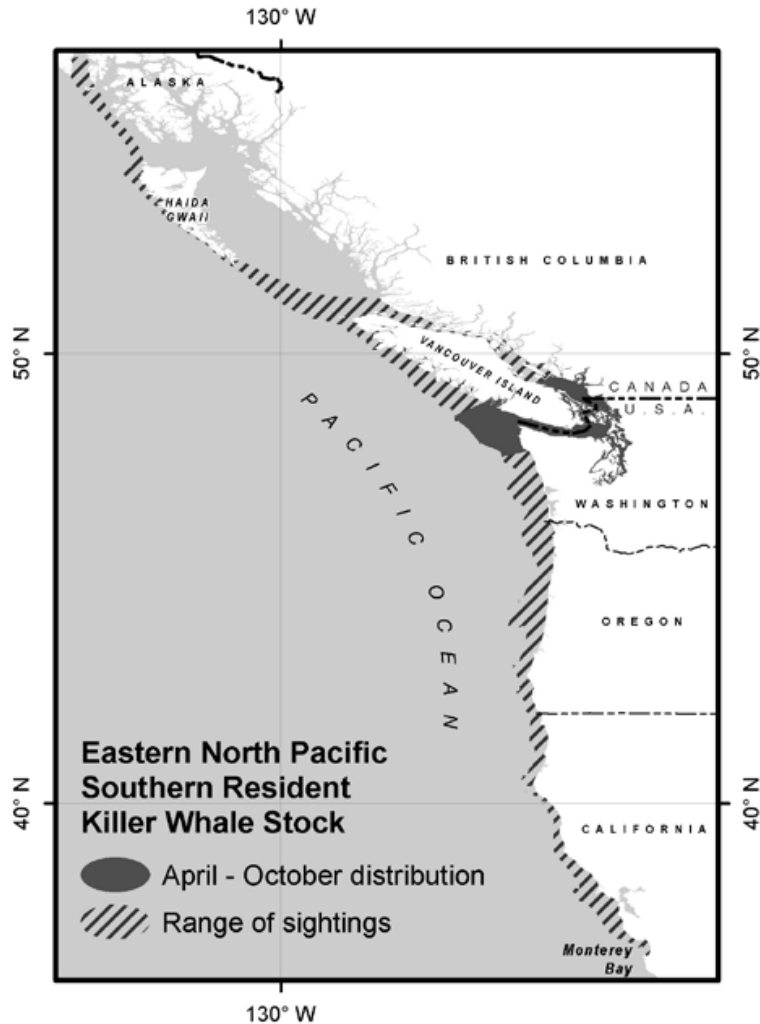 130° W
ALASKA
HAIDA
GWAII
BRITISH COLUMBIA
50° N
50° N
VANCOUVER ISLAND
CANADA
U.S.A.
PACIFIC OCEAN
WASHINGTON
OREGON
Eastern North Pacific
Southern Resident
Killer Whale Stock
40° N
40° N
CALIFORNIA
April - October distribution
Range of sightings
Monterey
Bay
130° W